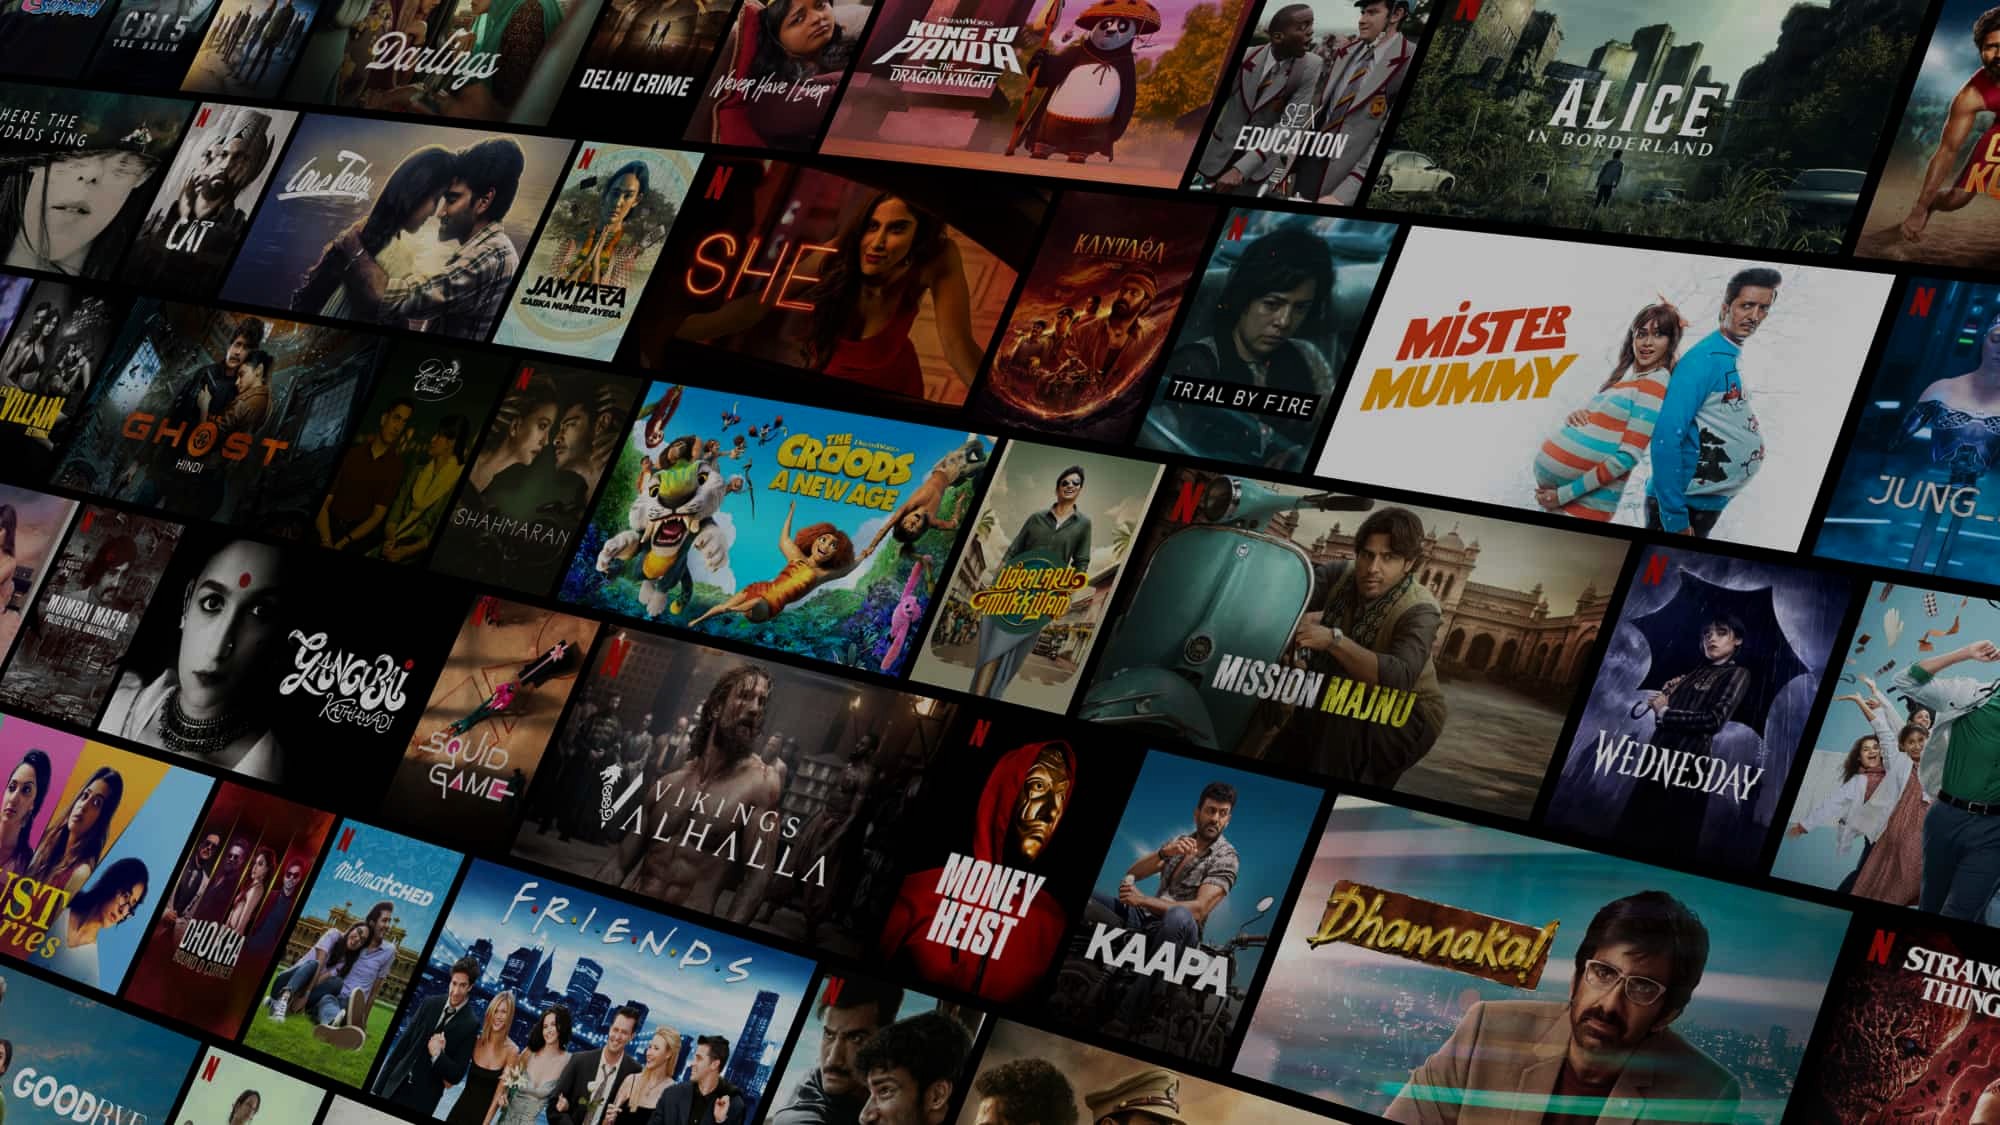 CBI 5
THE BRAIN
Darlings
DELHI CRIME
Never Have I Ever
DREAMWORKS
KUNG FU
PANDA
THE
DRAGON KNIGHT
SEX
EDUCATION
ALICE
IN BORDERLAND
HERE THE
DADS SING
CAT
Love Today
JAMTARA
SABKA NUMBER AYEGA
SHE
KANTARA
TRIAL BY FIRE
MiSTER
MUMMY
JUNG_
VILLAIN
THE
GHOST
HINDI
SHAHMARAN
THE
DREAMWORKS
CROODS
A NEW AGE
VARALARU
MUKKIYAM
MISSION MAJNU
WEDNESDAY
MUMBAI MAFIA:
POLICE VS THE UNDERWORLD
GANGUBAI
KATHIAWADI
SQUID
GAME
VIKINGS
VALHALLA
MONEY
HEIST
KAAPA
Dhamaka!
STRANG
THING
UST
ries
DHOKHA
ROUND D CORNER
MISMATCHED
F·R·I·E·N·D·S
GOODBYE